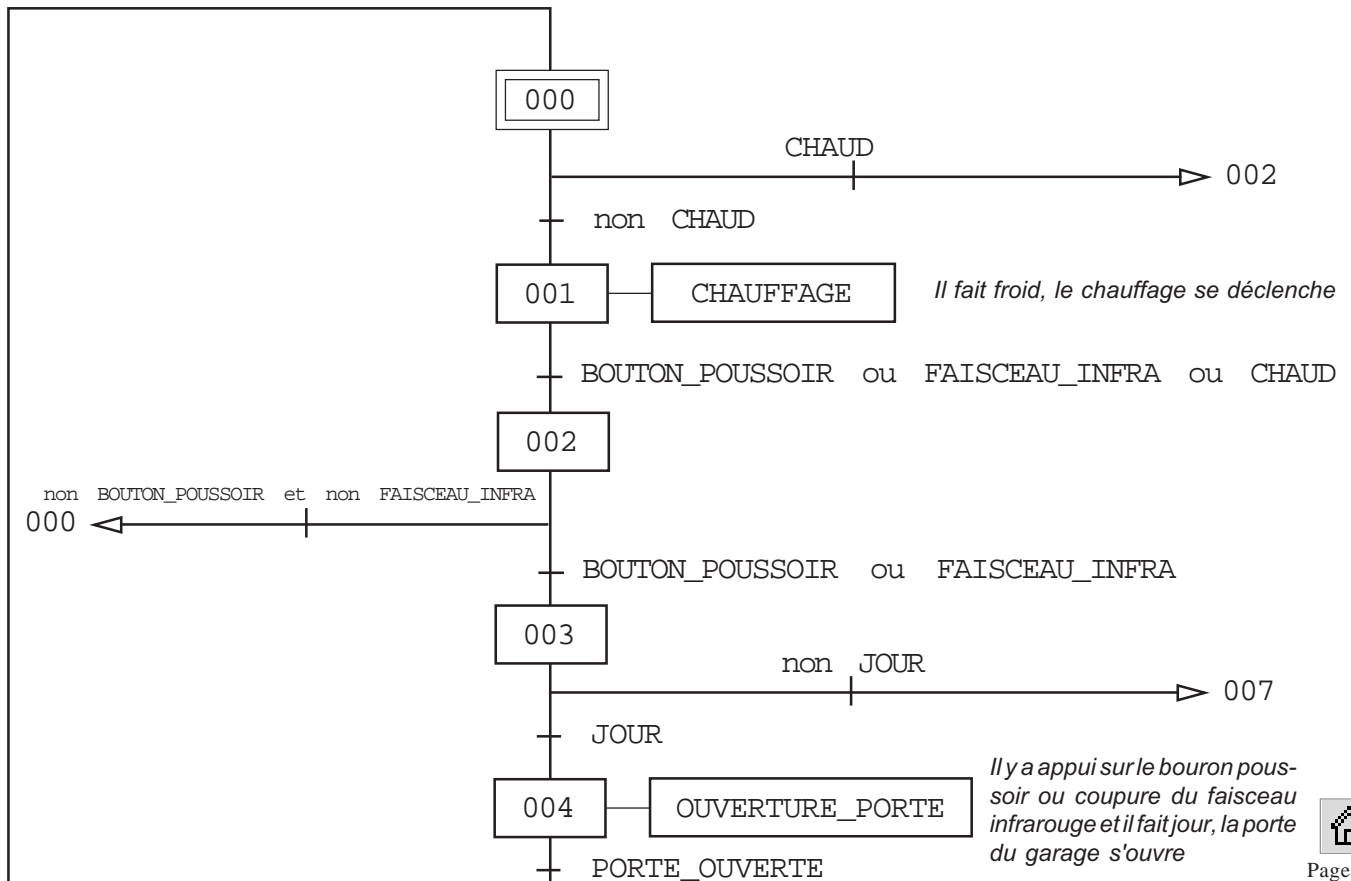 000
CHAUD
002
non CHAUD
001
CHAUFFAGE
Il fait froid, le chauffage se déclenche
BOUTON_POUSSOIR ou FAISCEAU_INFRA ou CHAUD
002
non BOUTON_POUSSOIR et non FAISCEAU_INFRA
000
BOUTON_POUSSOIR ou FAISCEAU_INFRA
003
non JOUR
007
JOUR
004
OUVERTURE_PORTE
Il y a appui sur le bouron pous-
soir ou coupure du faisceau
infrarouge et il fait jour, la porte
du garage s'ouvre
PORTE_OUVERTE
Page